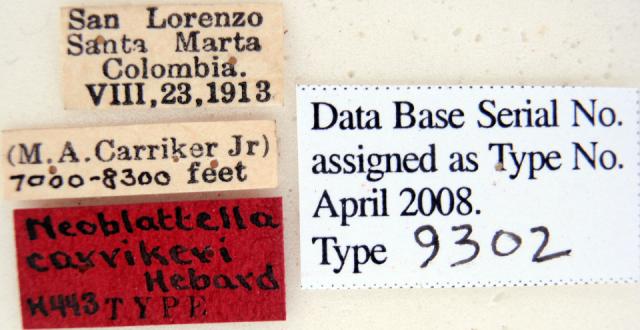 San Lorenzo
Santa Marta
Colombia.
VIII,23,1913
(M.A.Carriker Jr)
7000-8300 feet
Neoblattella
carrikeri
Hebard
H443 TYPE
Data Base Serial No.
assigned as Type No.
April 2008.
Type 9302